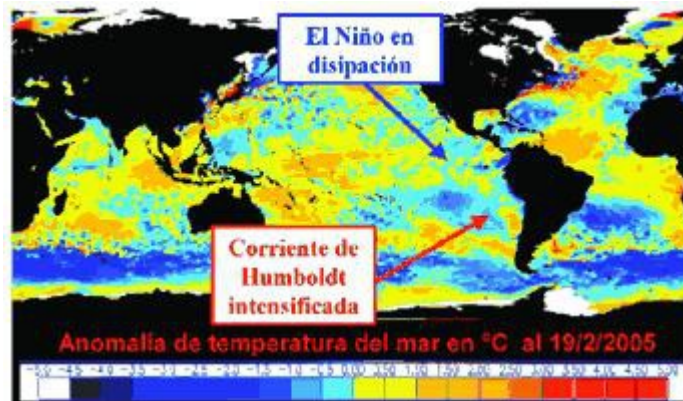 El Niño en
disipación
Corriente de
Humboldt
intensificada
Anomalía de temperatura del mar en °C al 19/2/2005